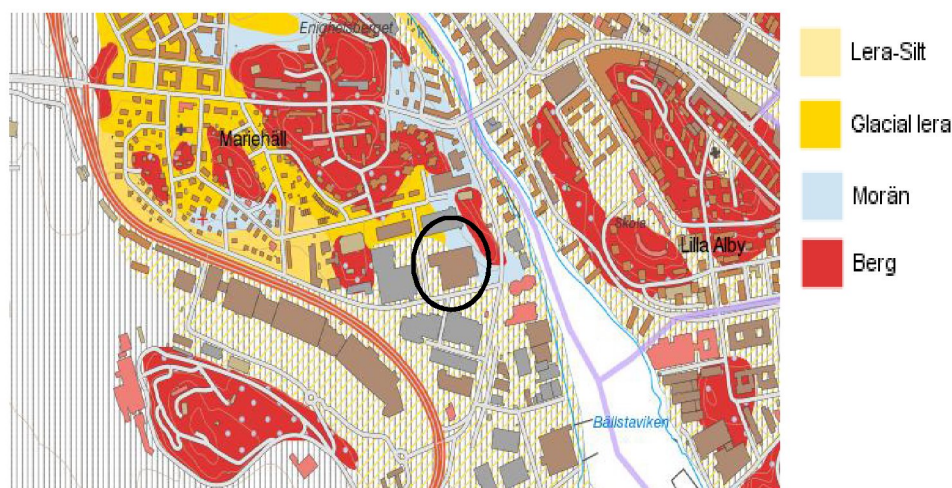 Enighetsberget
Mariehäll
Skola
Lilla Alby
Bällstaviken
Lera-Silt
Glacial lera
Morän
Berg